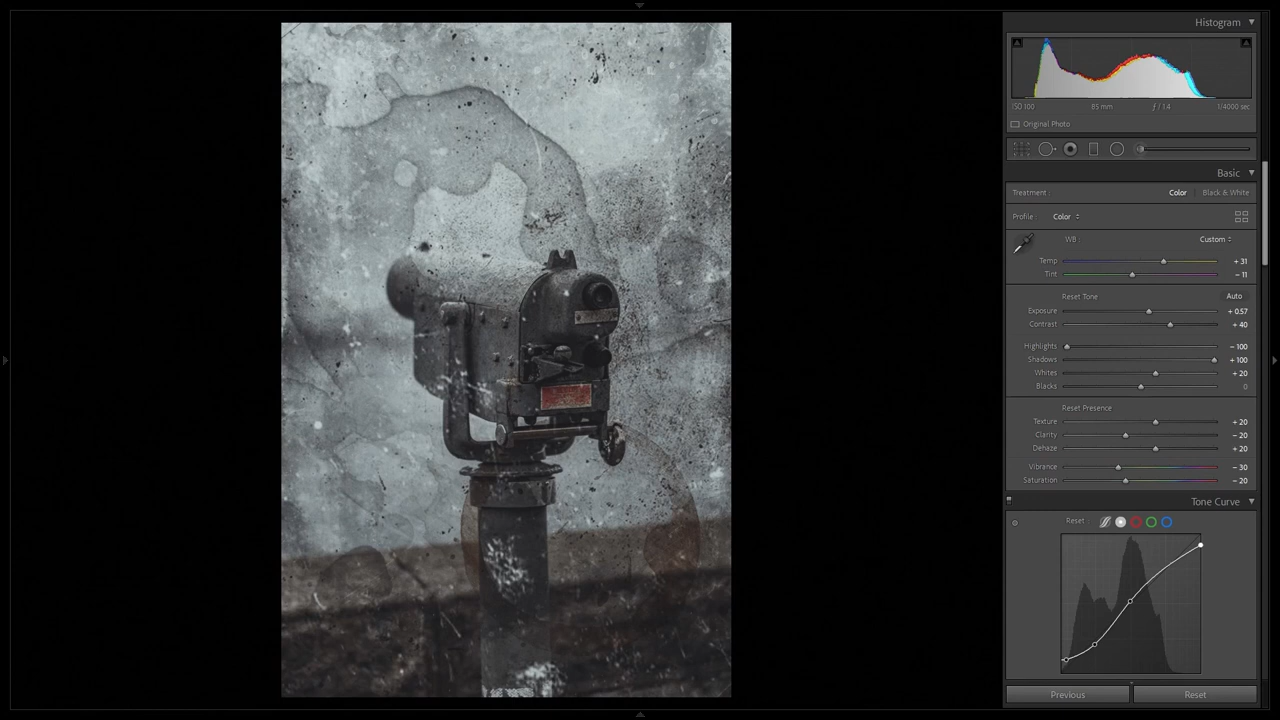 Histogram
ISO 100 85 mm ƒ / 1.4 1/4000 sec
Original Photo
Basic
Treatment : Color Black & White
Profile : Color
WB : Custom
Temp + 31
Tint − 11
Reset Tone Auto
Exposure + 0.57
Contrast + 40
Highlights − 100
Shadows + 100
Whites + 20
Blacks 0
Reset Presence
Texture + 20
Clarity − 20
Dehaze + 20
Vibrance − 30
Saturation − 20
Tone Curve
Reset :
Previous Reset